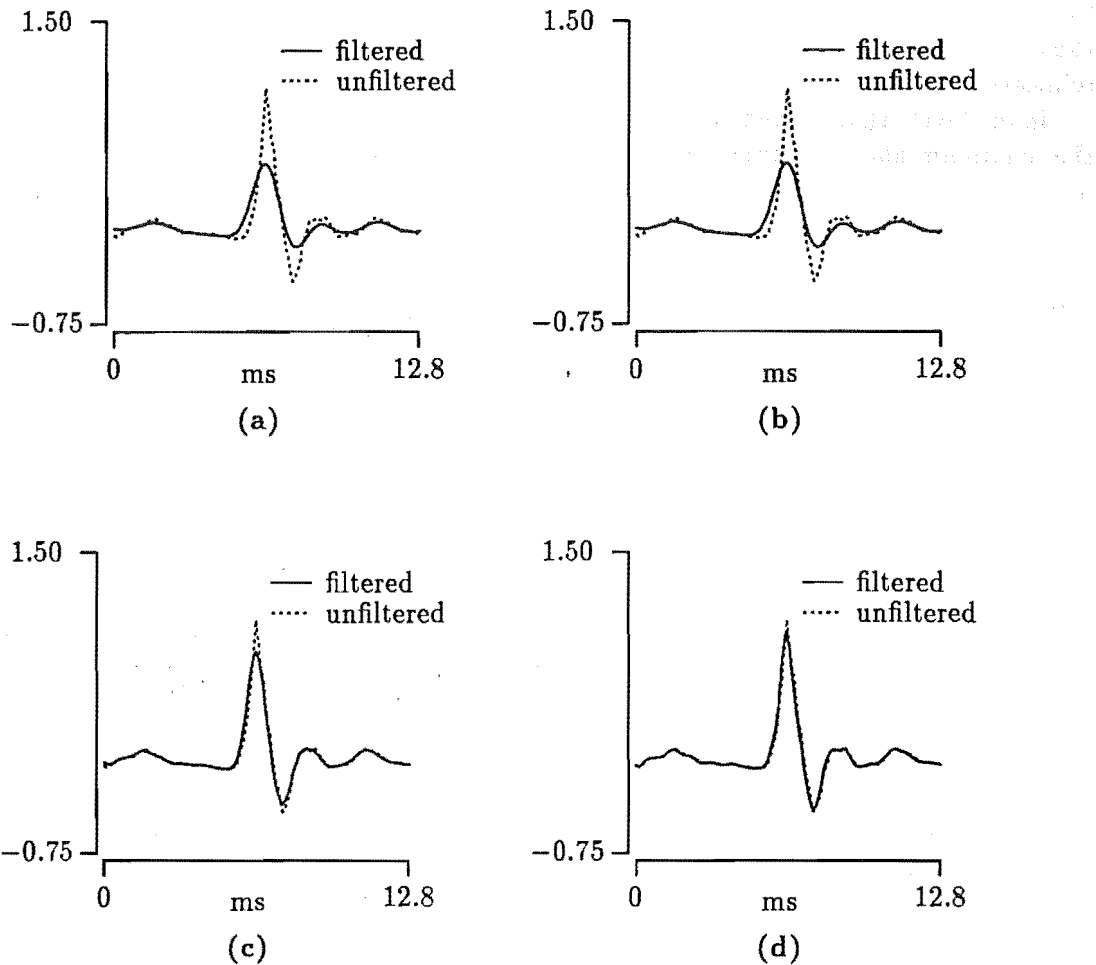 1.50
filtered
unfiltered
−0.75
0
ms
12.8
(a)
1.50
filtered
unfiltered
−0.75
0
ms
12.8
(b)
1.50
filtered
unfiltered
−0.75
0
ms
12.8
(c)
1.50
filtered
unfiltered
−0.75
0
ms
12.8
(d)